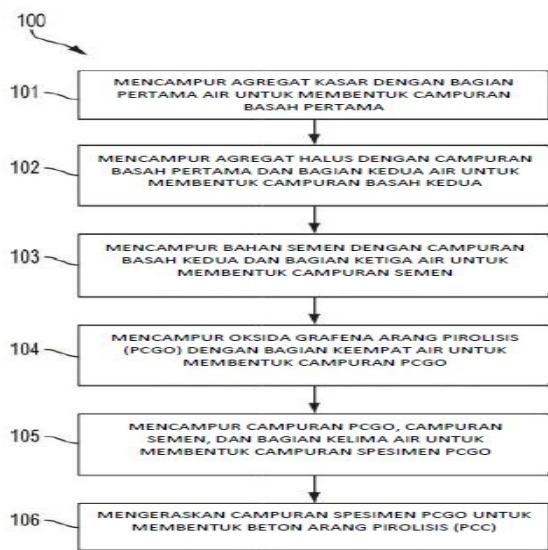 100
101
MENCAMPUR AGREGAT KASAR DENGAN BAGIAN
PERTAMA AIR UNTUK MEMBENTUK CAMPURAN
BASAH PERTAMA
102
MENCAMPUR AGREGAT HALUS DENGAN CAMPURAN
BASAH PERTAMA DAN BAGIAN KEDUA AIR UNTUK
MEMBENTUK CAMPURAN BASAH KEDUA
103
MENCAMPUR BAHAN SEMEN DENGAN CAMPURAN
BASAH KEDUA DAN BAGIAN KETIGA AIR UNTUK
MEMBENTUK CAMPURAN SEMEN
104
MENCAMPUR OKSIDA GRAFENA ARANG PIROLISIS
(PCGO) DENGAN BAGIAN KEEMPAT AIR UNTUK
MEMBENTUK CAMPURAN PCGO
105
MENCAMPUR CAMPURAN PCGO, CAMPURAN
SEMEN, DAN BAGIAN KELIMA AIR UNTUK
MEMBENTUK CAMPURAN SPESIMEN PCGO
106
MENGERASKAN CAMPURAN SPESIMEN PCGO UNTUK
MEMBENTUK BETON ARANG PIROLISIS (PCC)